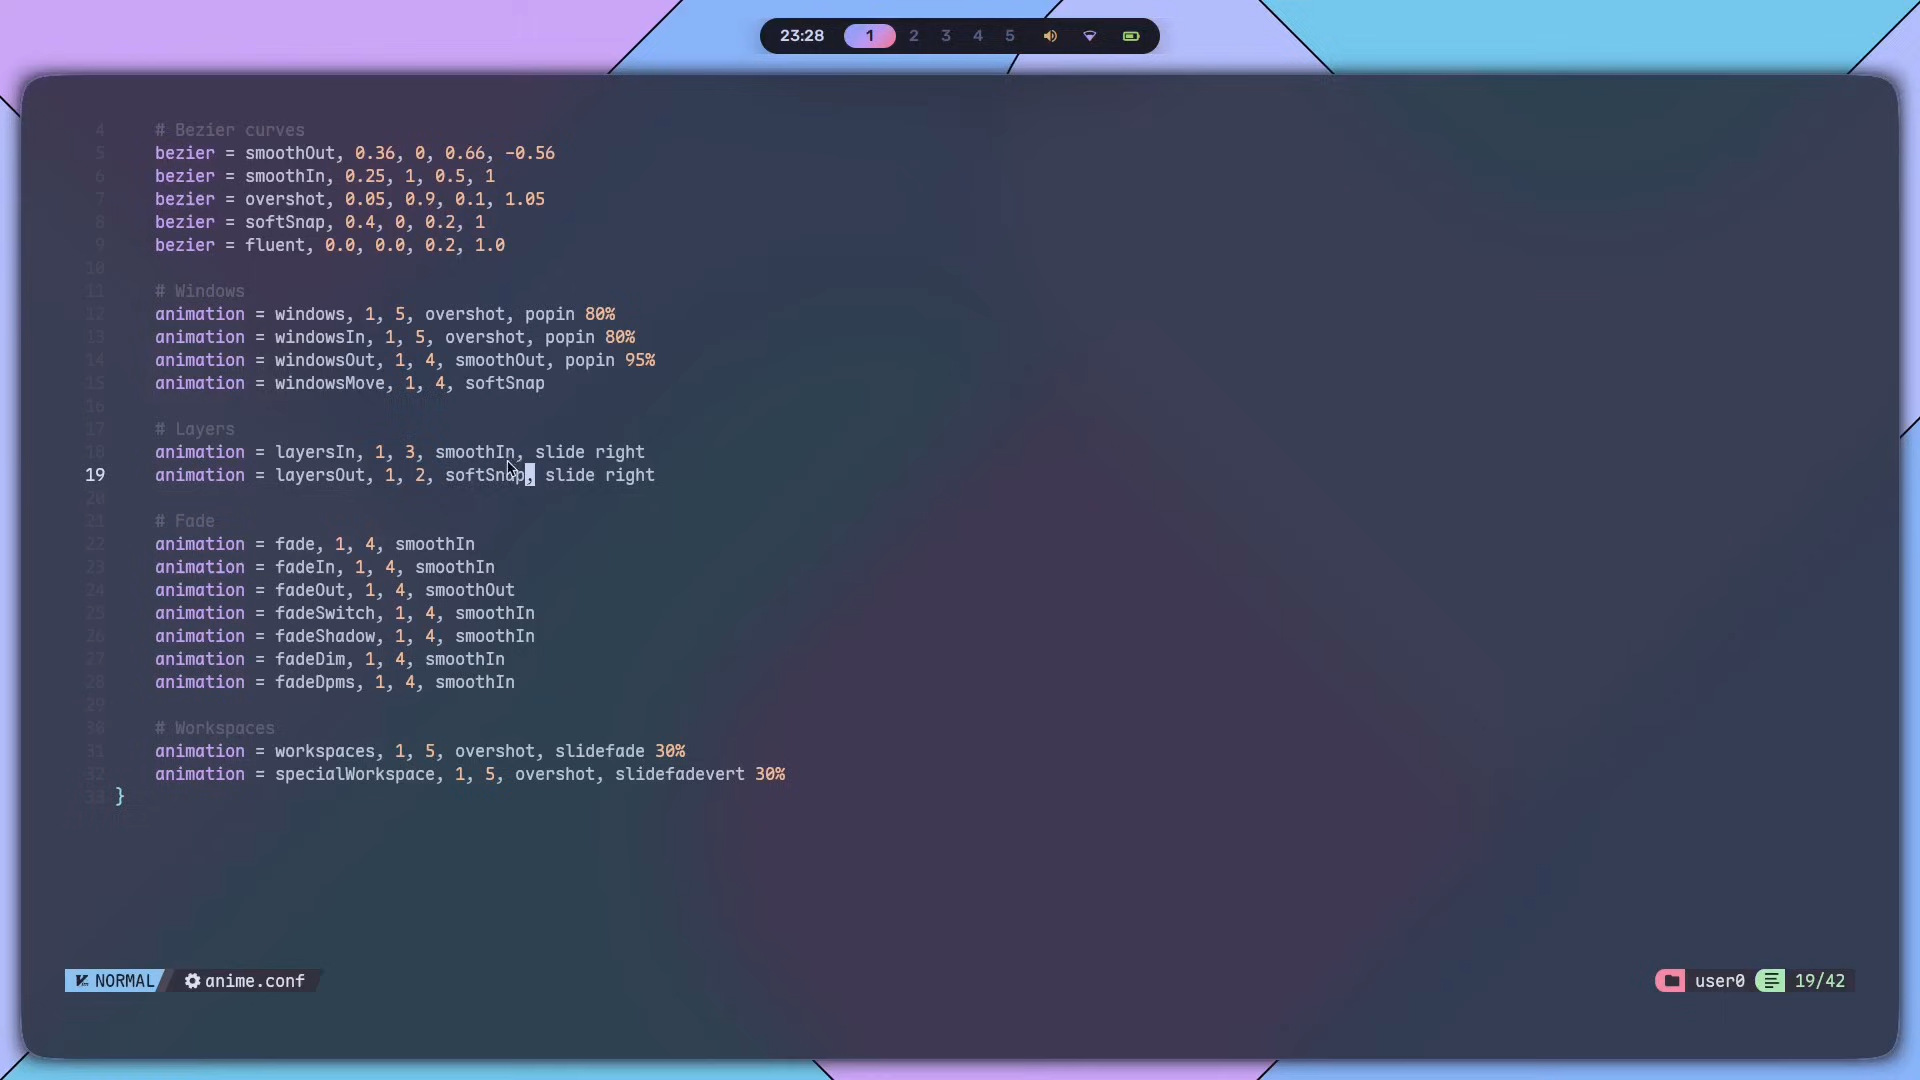 23:28 1 2 3 4 5
4 # Bezier curves
5 bezier = smoothOut, 0.36, 0, 0.66, -0.56
6 bezier = smoothIn, 0.25, 1, 0.5, 1
7 bezier = overshot, 0.05, 0.9, 0.1, 1.05
8 bezier = softSnap, 0.4, 0, 0.2, 1
9 bezier = fluent, 0.0, 0.0, 0.2, 1.0
10
11 # Windows
12 animation = windows, 1, 5, overshot, popin 80%
13 animation = windowsIn, 1, 5, overshot, popin 80%
14 animation = windowsOut, 1, 4, smoothOut, popin 95%
15 animation = windowsMove, 1, 4, softSnap
16
17 # Layers
18 animation = layersIn, 1, 3, smoothIn, slide right
19 animation = layersOut, 1, 2, softSnap, slide right
20
21 # Fade
22 animation = fade, 1, 4, smoothIn
23 animation = fadeIn, 1, 4, smoothIn
24 animation = fadeOut, 1, 4, smoothOut
25 animation = fadeSwitch, 1, 4, smoothIn
26 animation = fadeShadow, 1, 4, smoothIn
27 animation = fadeDim, 1, 4, smoothIn
28 animation = fadeDpms, 1, 4, smoothIn
29
30 # Workspaces
31 animation = workspaces, 1, 5, overshot, slidefade 30%
32 animation = specialWorkspace, 1, 5, overshot, slidefadevert 30%
33 }
NORMAL anime.conf user0 19/42